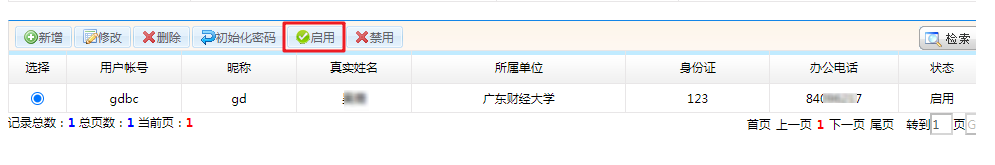 新增 修改 删除 初始化密码 启用 禁用 检索
选择 用户帐号 昵称 真实姓名 所属单位 身份证 办公电话 状态
gdbc gd 广东财经大学 123 启用
记录总数：1 总页数：1 当前页：1 首页 上一页 1 下一页 尾页 转到 1 页 G